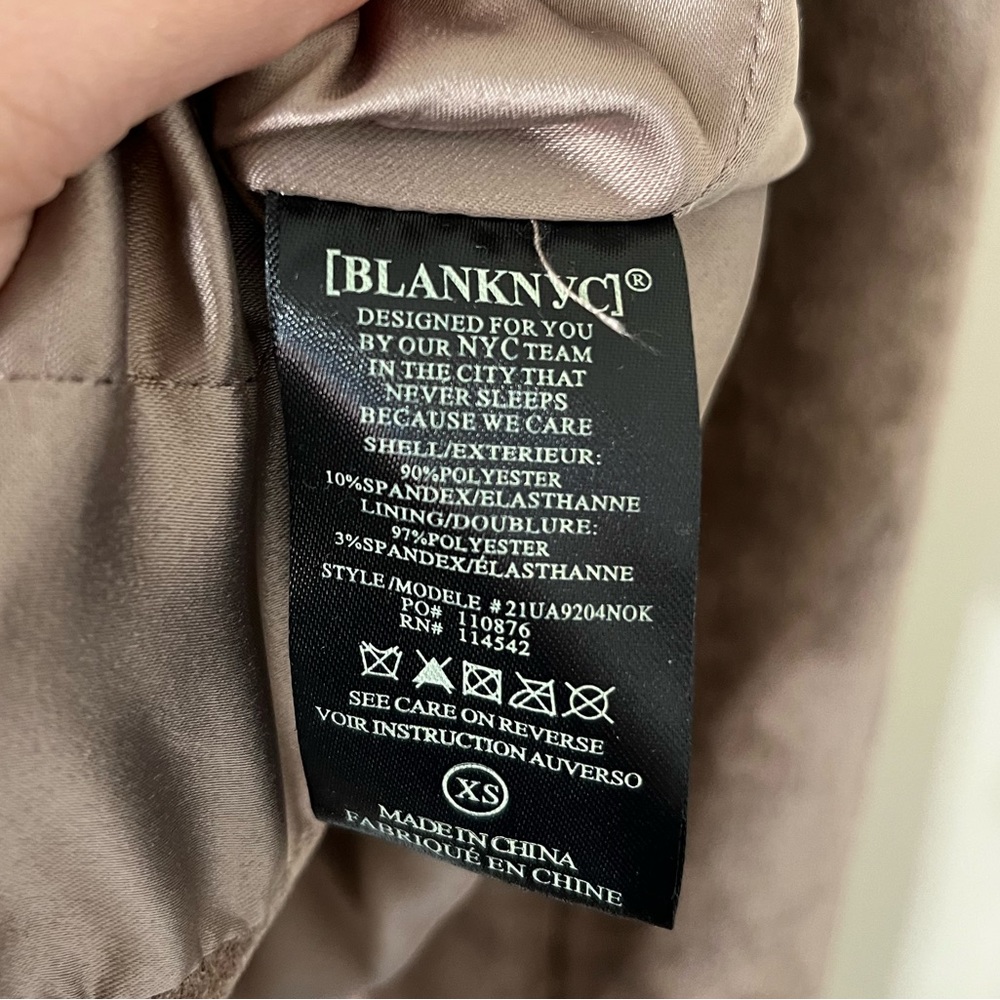 [BLANKNYC]®
DESIGNED FOR YOU
BY OUR NYC TEAM
IN THE CITY THAT
NEVER SLEEPS
BECAUSE WE CARE
SHELL/EXTERIEUR:
90%POLYESTER
10%SPANDEX/ELASTHANNE
LINING/DOUBLURE:
97%POLYESTER
3%SPANDEX/ÉLASTHANNE
STYLE/MODELE #21UA9204NOK
PO# 110876
RN# 114542
SEE CARE ON REVERSE
VOIR INSTRUCTION AUVERSO
XS
MADE IN CHINA
FABRIQUÉ EN CHINE